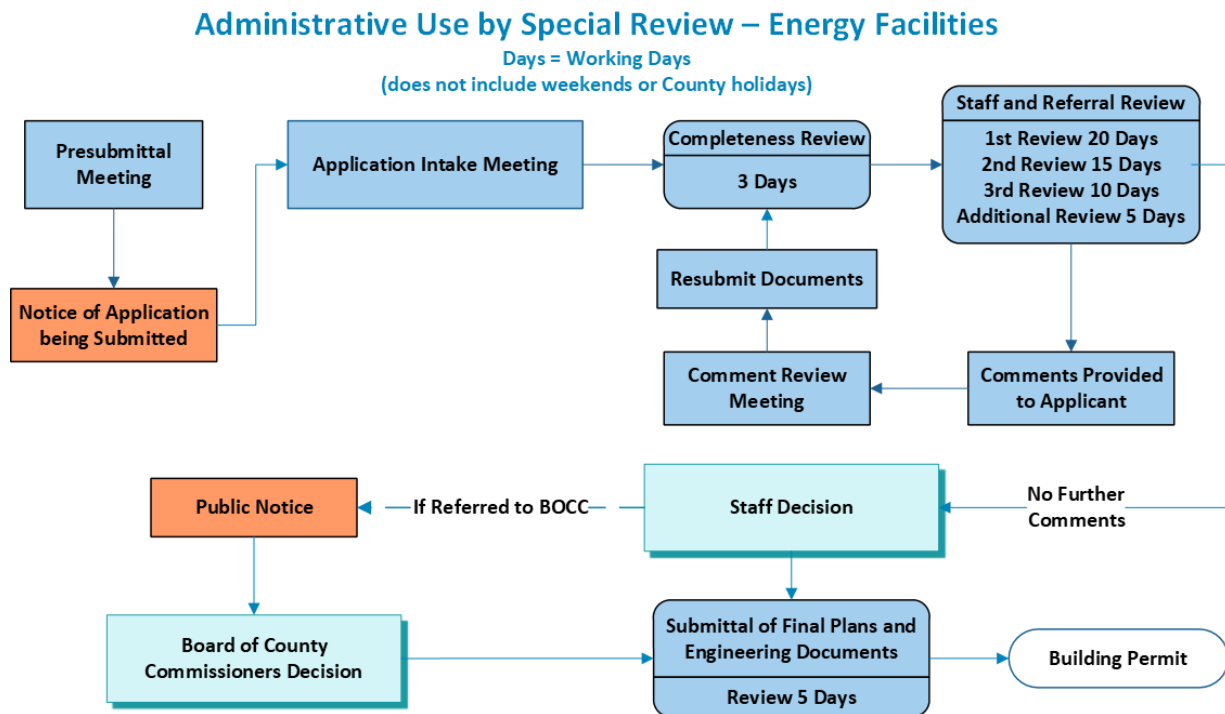 Administrative Use by Special Review – Energy Facilities
Days = Working Days
(does not include weekends or County holidays)
Presubmittal
Meeting
Notice of Application
being Submitted
Application Intake Meeting
Completeness Review
3 Days
Staff and Referral Review
1st Review 20 Days
2nd Review 15 Days
3rd Review 10 Days
Additional Review 5 Days
Resubmit Documents
Comment Review
Meeting
Comments Provided
to Applicant
Public Notice
If Referred to BOCC
Staff Decision
No Further
Comments
Board of County
Commissioners Decision
Submittal of Final Plans and
Engineering Documents
Review 5 Days
Building Permit